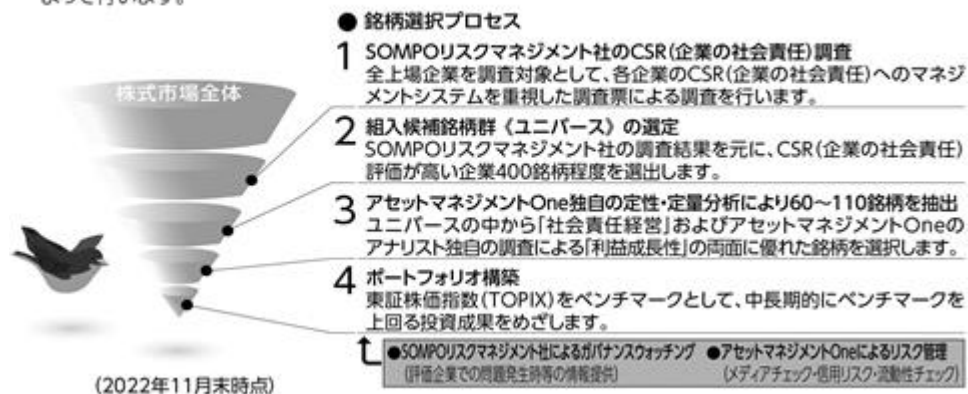 ● 銘柄選択プロセス
株式市場全体
1 SOMPOリスクマネジメント社のCSR(企業の社会責任)調査
全上場企業を調査対象として、各企業のCSR(企業の社会責任)へのマネジ
メントシステムを重視した調査票による調査を行います。
2 組入候補銘柄群《ユニバース》の選定
SOMPOリスクマネジメント社の調査結果を元に、CSR(企業の社会責任)
評価が高い企業400銘柄程度を選出します。
3 アセットマネジメントOne独自の定性・定量分析により60〜110銘柄を抽出
ユニバースの中から「社会責任経営」およびアセットマネジメントOneの
アナリスト独自の調査による「利益成長性」の両面に優れた銘柄を選択します。
4 ポートフォリオ構築
東証株価指数(TOPIX)をベンチマークとして、中長期的にベンチマークを
上回る投資成果をめざします。
●SOMPOリスクマネジメント社によるガバナンスウォッチング ●アセットマネジメントOneによるリスク管理
(評価企業での問題発生時等の情報提供) (メディアチェック・信用リスク・流動性チェック)
(2022年11月末時点)